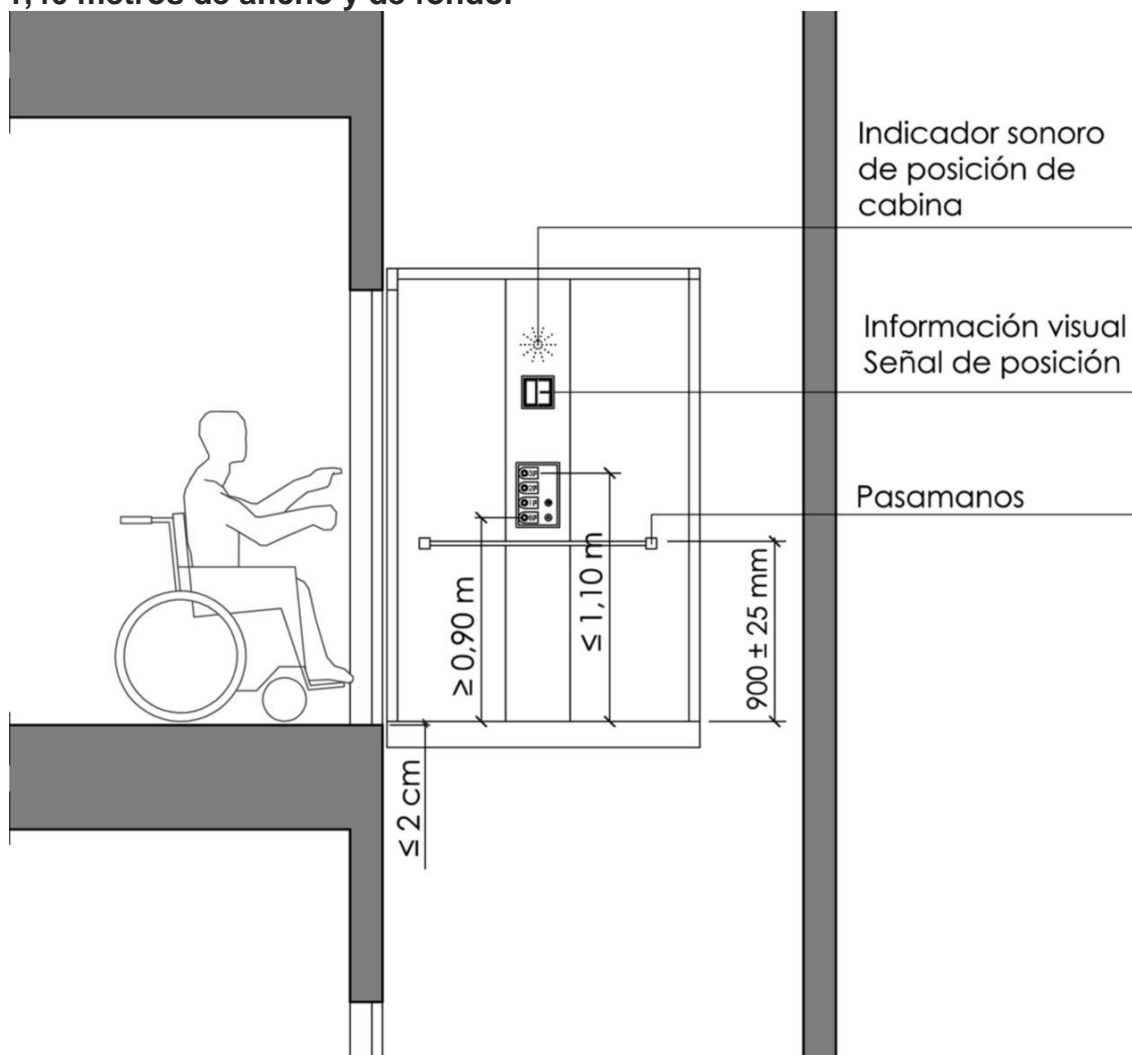 Indicador sonoro
de posición de
cabina
Información visual
Señal de posición
Pasamanos
≥ 0,90 m
≤ 1,10 m
900 ± 25 mm
≤ 2 cm